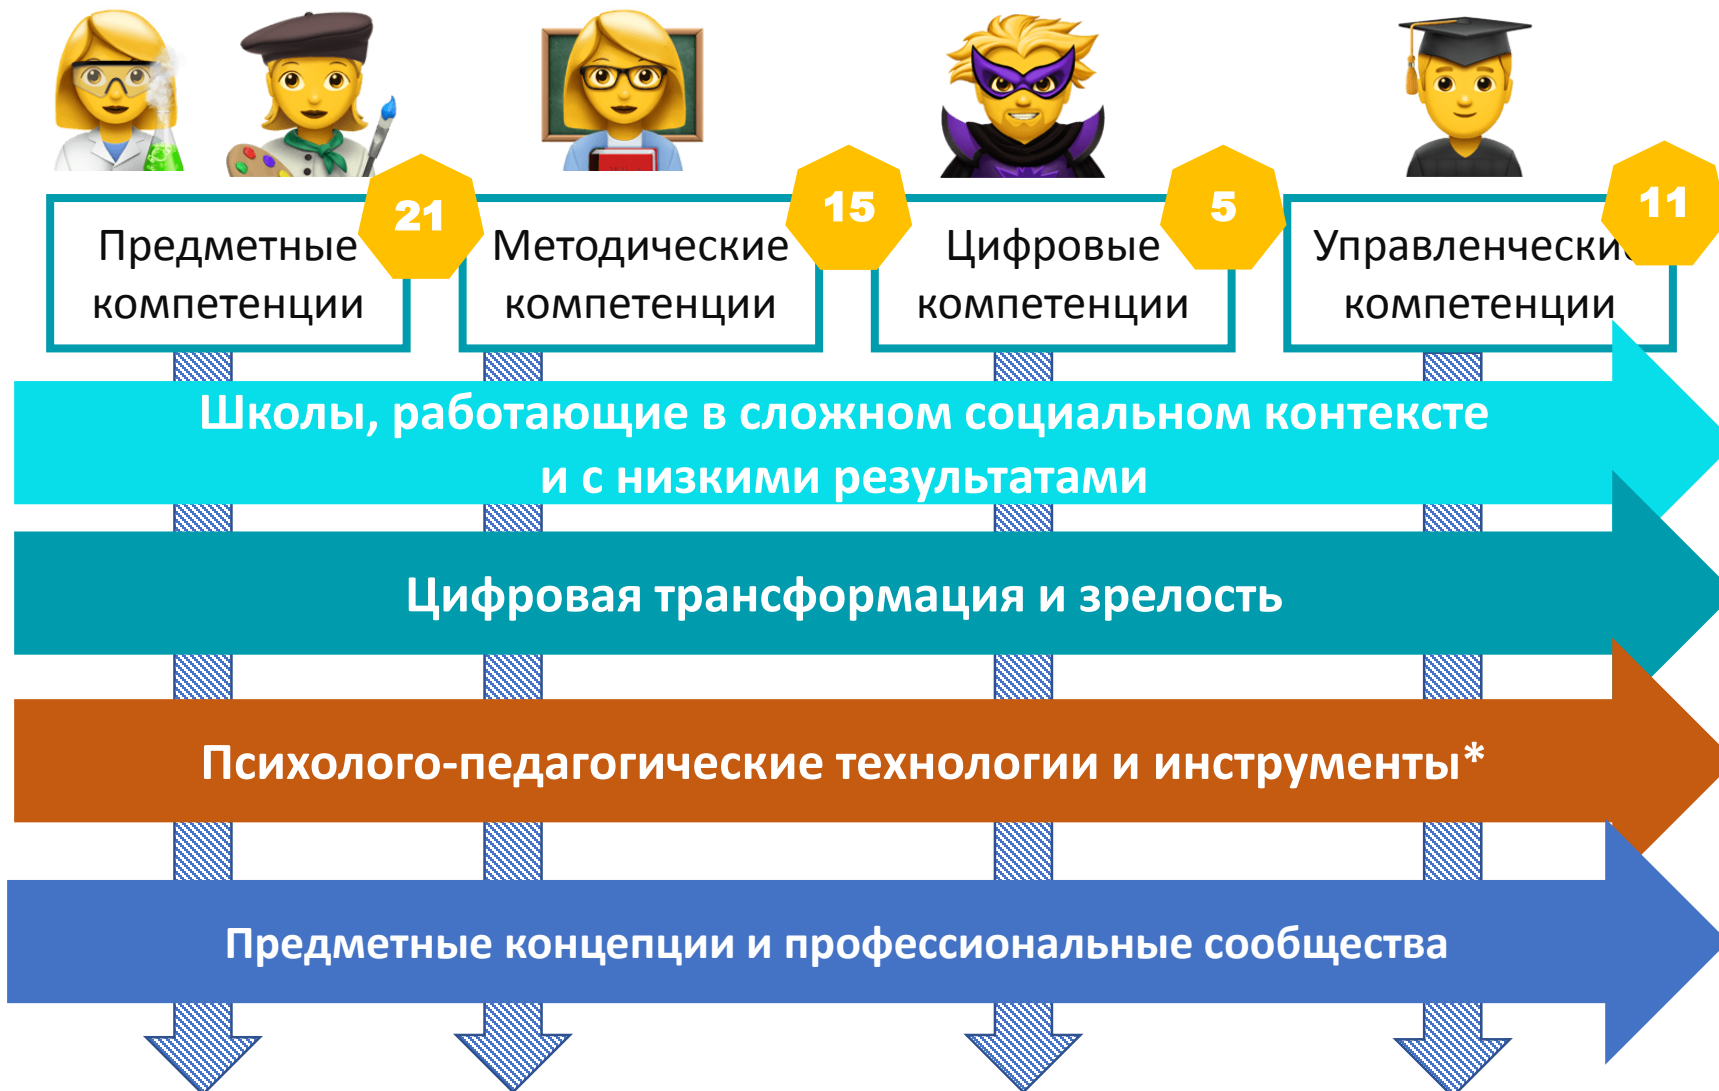 21
15
5
11
Предметные
компетенции
Методические
компетенции
Цифровые
компетенции
Управленческие
компетенции
Школы, работающие в сложном социальном контексте
и с низкими результатами
Цифровая трансформация и зрелость
Психолого-педагогические технологии и инструменты*
Предметные концепции и профессиональные сообщества